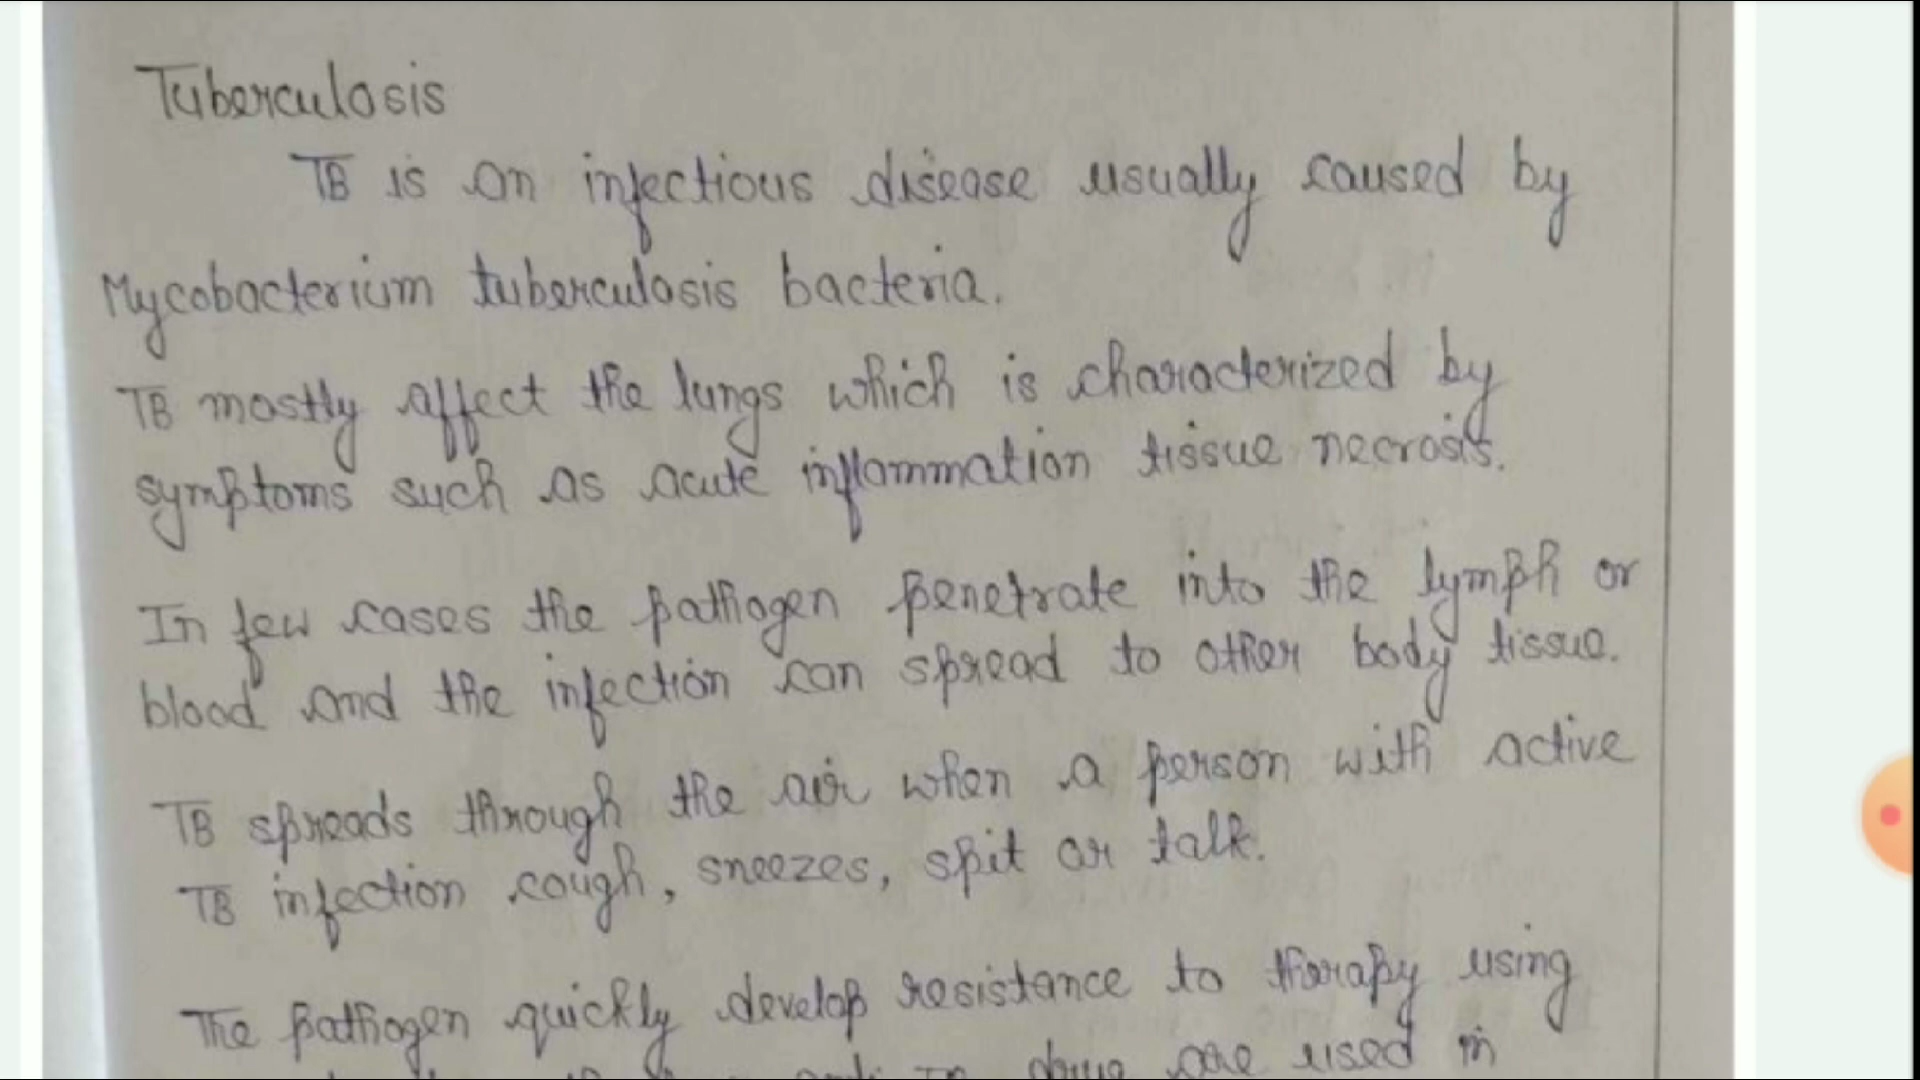 Tuberculosis
TB is an infectious disease usually caused by
Mycobacterium tuberculosis bacteria.
TB mostly affect the lungs which is characterized by
symptoms such as acute inflammation tissue necrosis.
In few cases the pathogen penetrate into the lymph or
blood and the infection can spread to other body tissue.
TB spreads through the air when a person with active
TB infection cough, sneezes, spit or talk.
The pathogen quickly develop resistance to therapy using
drug are used in